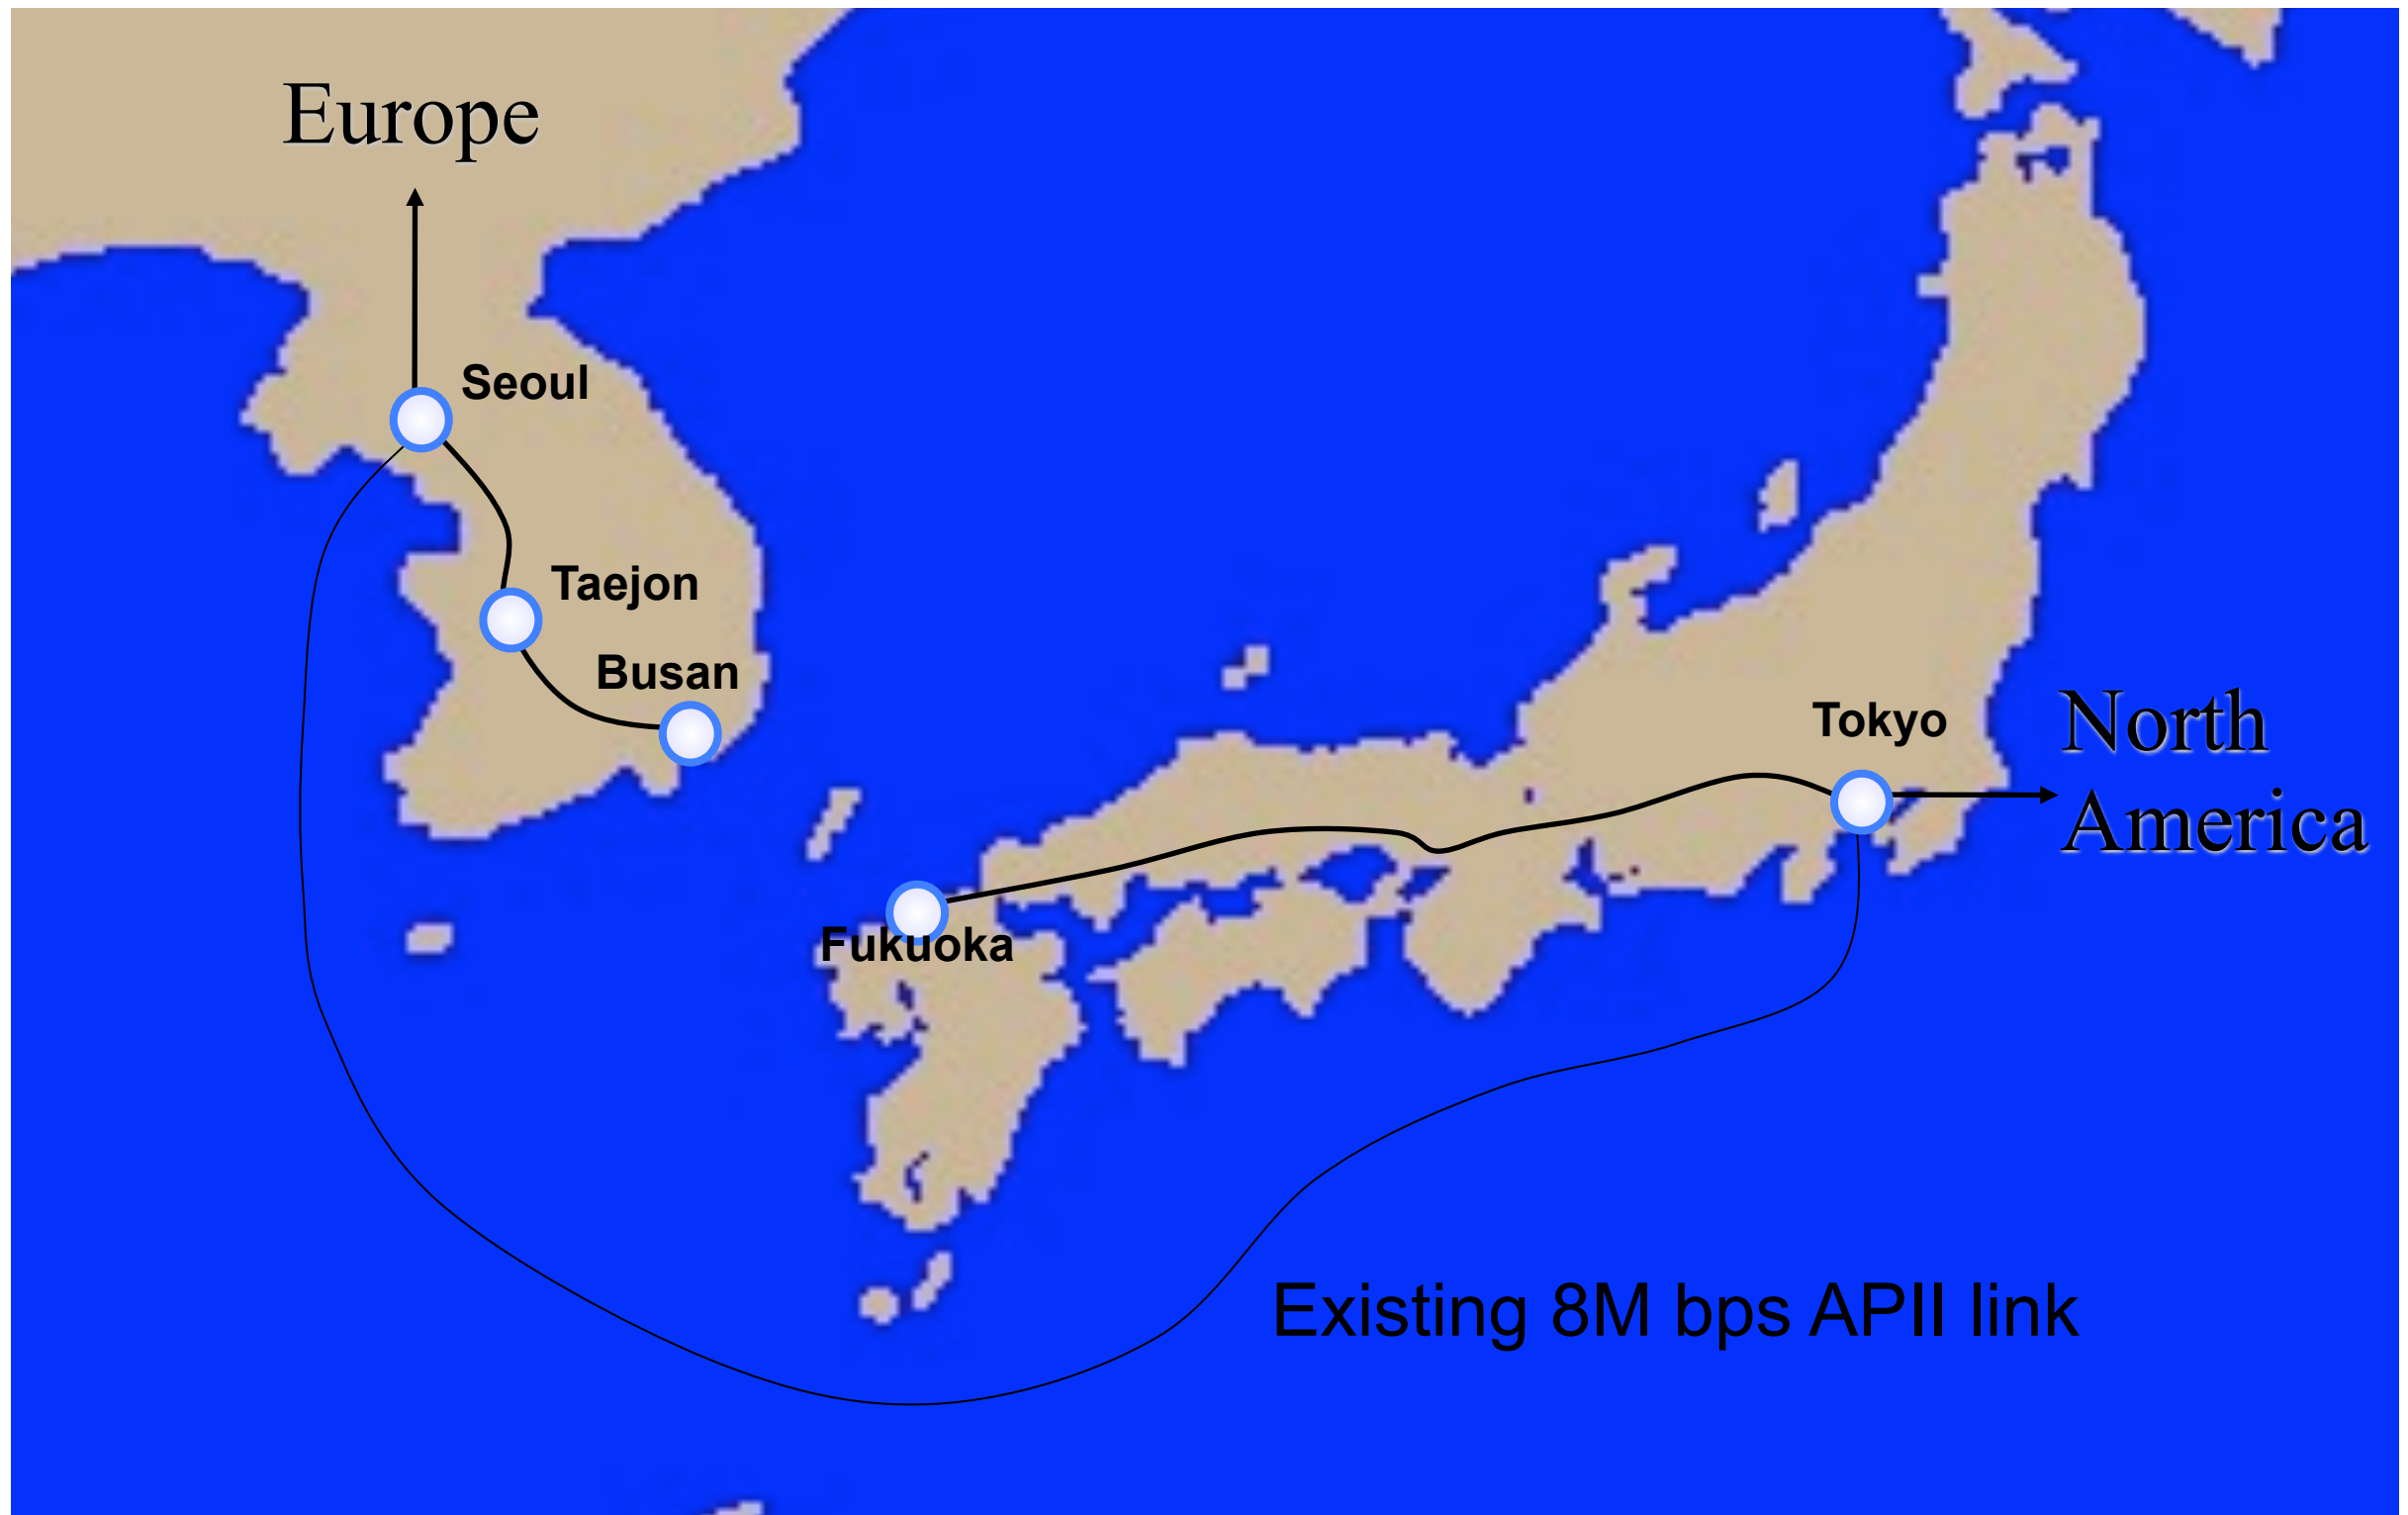 Europe
Seoul
Taejon
Busan
Tokyo
North
America
Fukuoka
Existing 8M bps APII link